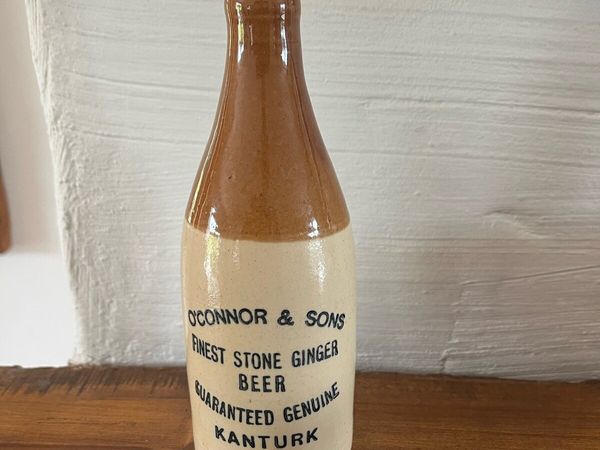 O'CONNOR & SONS
FINEST STONE GINGER
BEER
GUARANTEED GENUINE
KANTURK